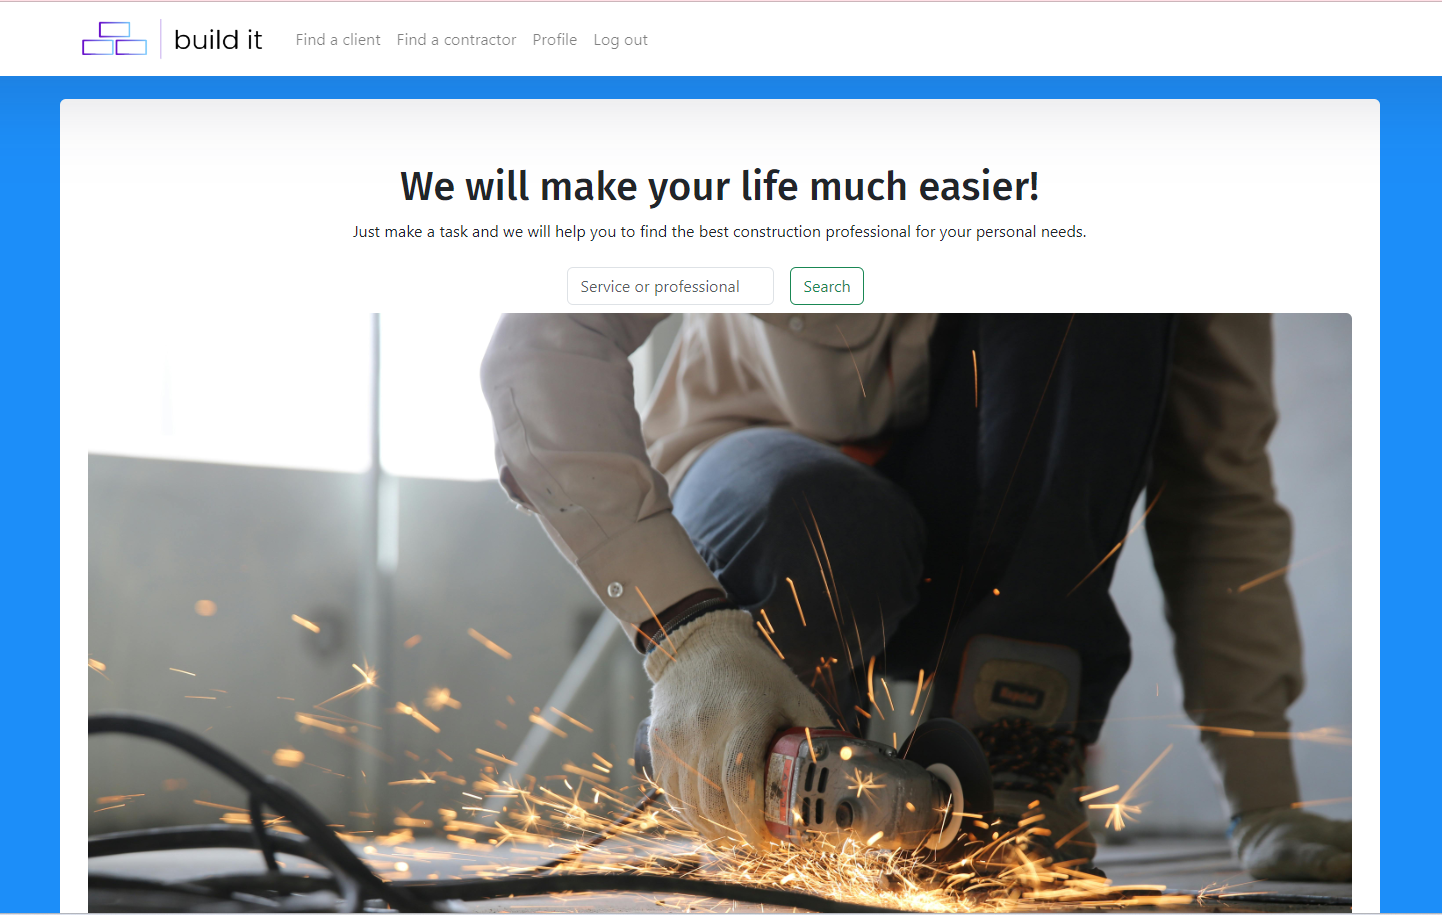 build it
Find a client Find a contractor Profile Log out
We will make your life much easier!
Just make a task and we will help you to find the best construction professional for your personal needs.
Service or professional Search